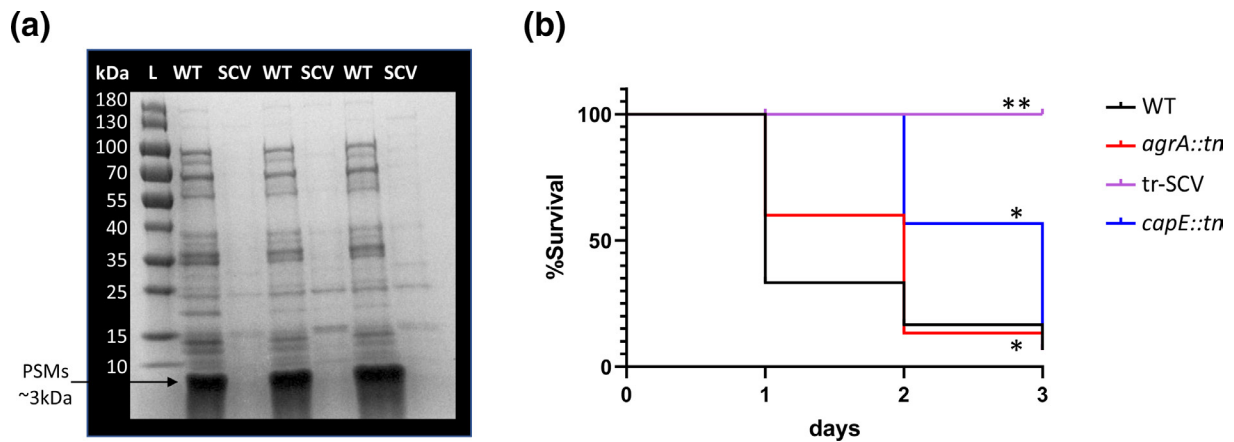 (a)
kDa L WT SCV WT SCV WT SCV
180
130
100
70
55
40
35
25
15
10
PSMs
~3kDa
(b)
%Survival
100
50
0
0 1 2 3
days
**
*
*
WT
agrA::tn
tr-SCV
capE::tn